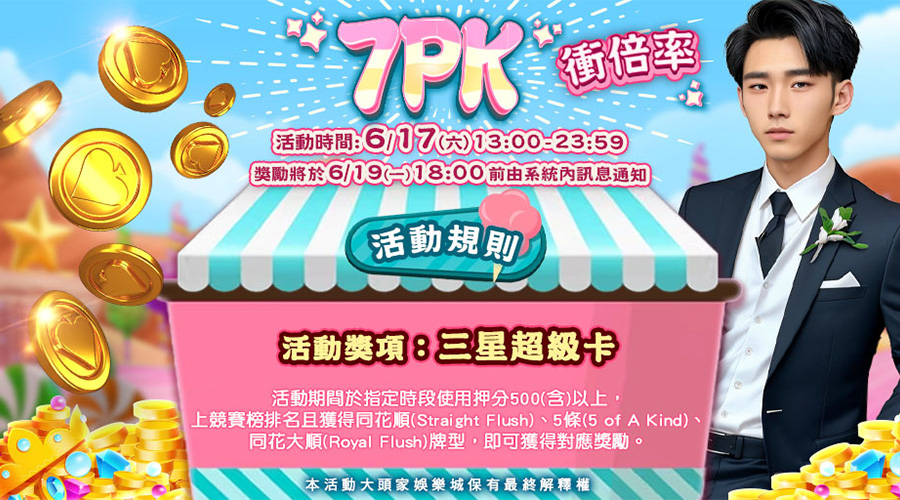 7PK
衝倍率
活動時間:6/17(六)13:00-23:59
獎勵將於6/19(一)18:00前由系統內訊息通知
活動規則
活動獎項：三星超級卡
活動期間於指定時段使用押分500(含)以上，
上競賽榜排名且獲得同花順(Straight Flush)、5條(5 of A Kind)、
同花大順(Royal Flush)牌型，即可獲得對應獎勵。
本活動大頭家娛樂城保有最終解釋權